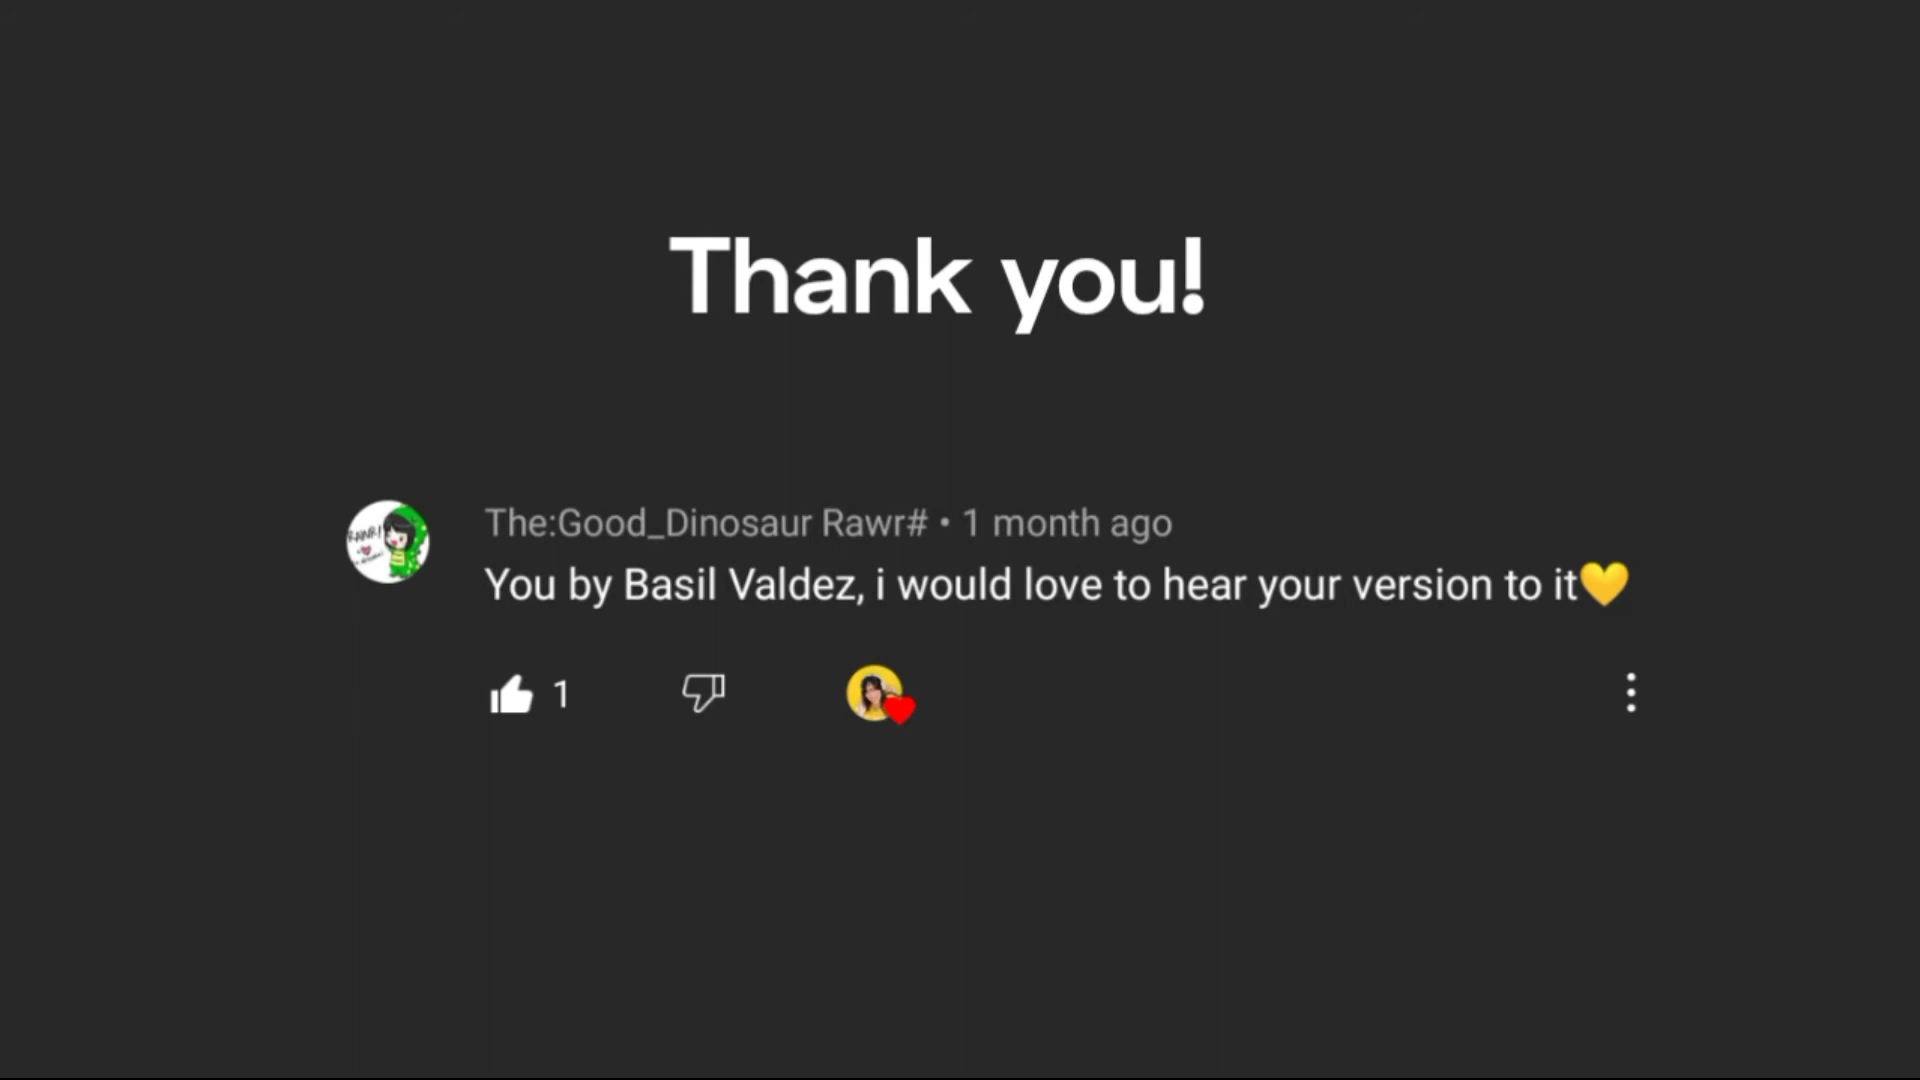 Thank you!
The:Good_Dinosaur Rawr# • 1 month ago
You by Basil Valdez, i would love to hear your version to it💛
1
RAWR!